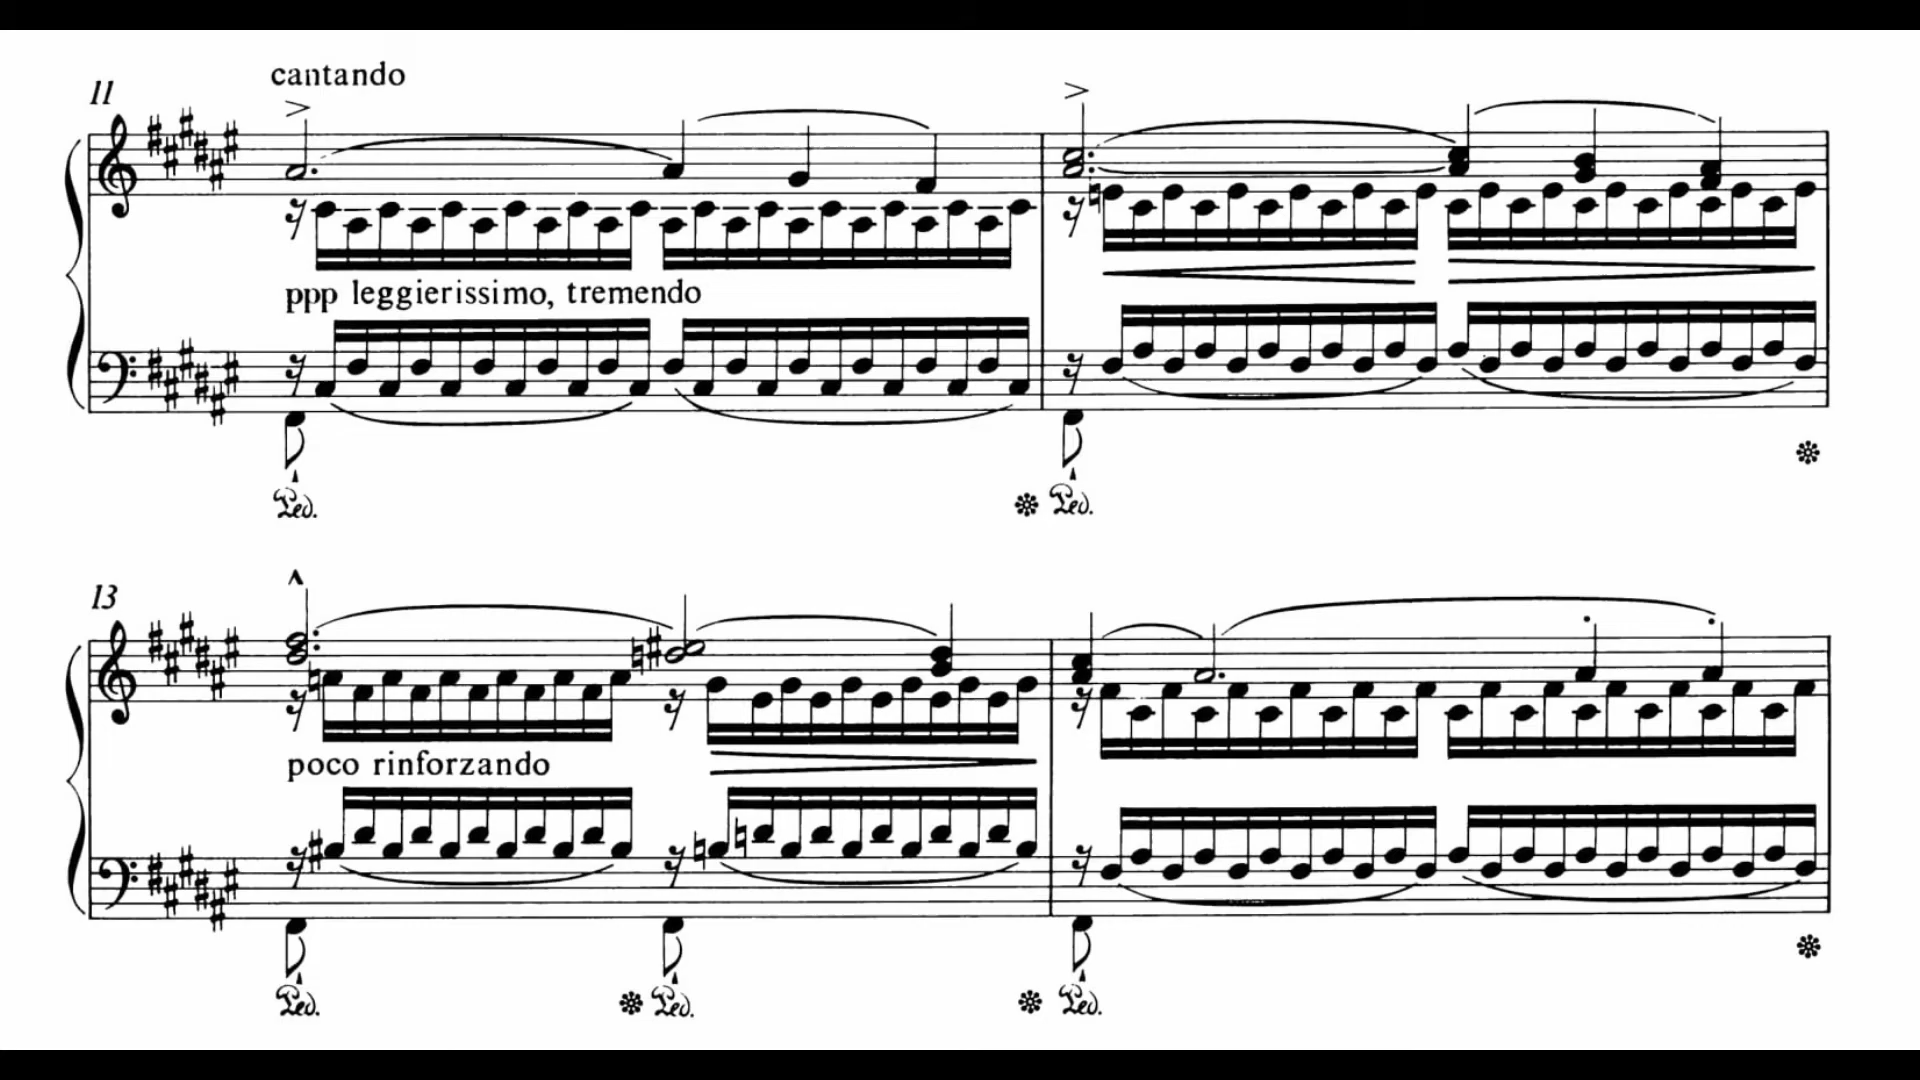 cantando
11
ppp leggierissimo, tremendo
Ped. Ped.
13
poco rinforzando
Ped. Ped. Ped.